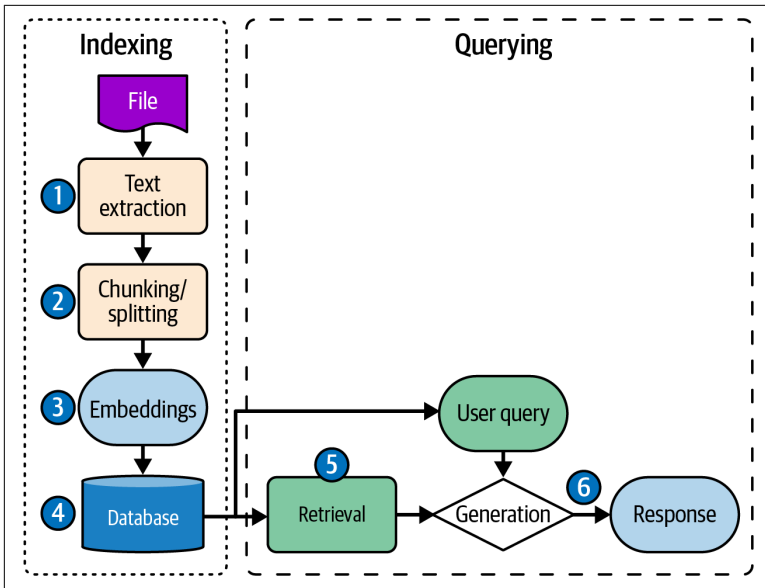 Indexing
Querying
File
1
Text
extraction
2
Chunking/
splitting
3
Embeddings
User query
4
Database
5
Retrieval
Generation
6
Response